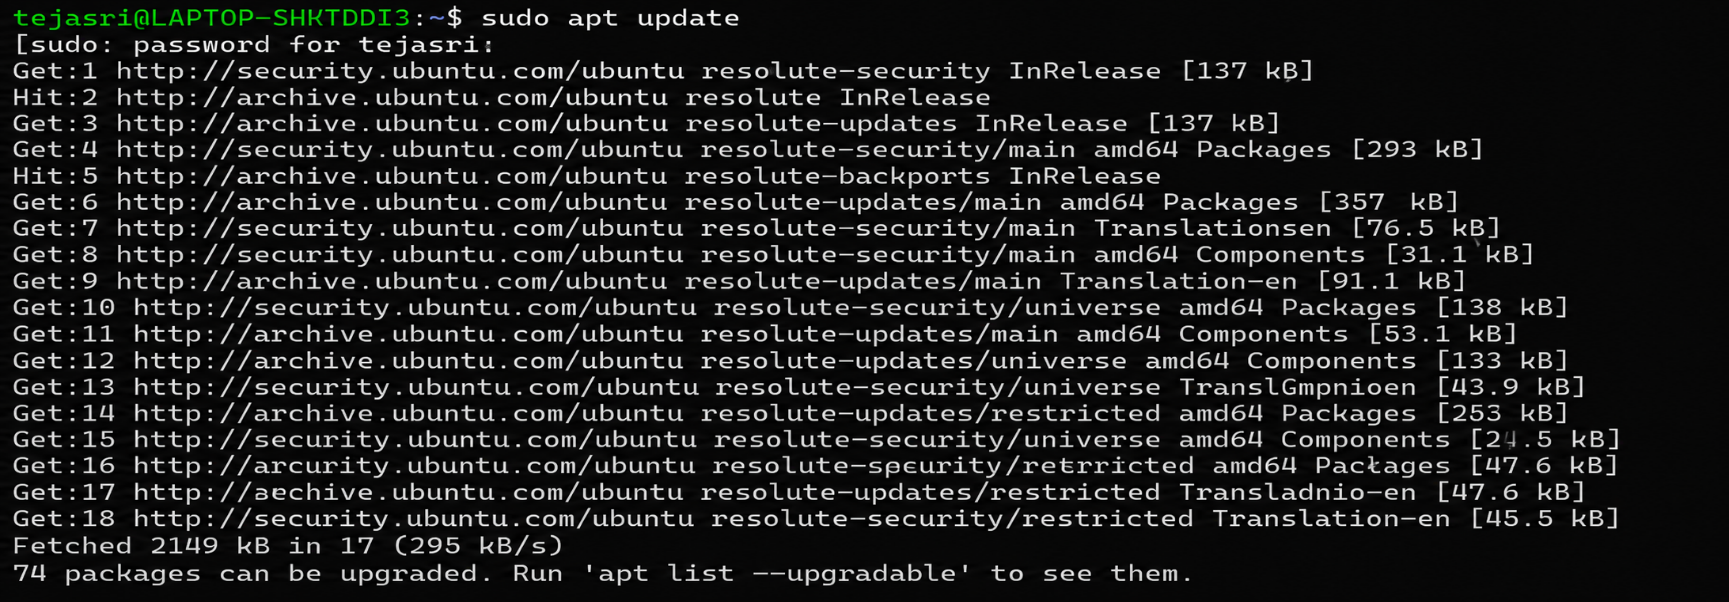 tejasri@LAPTOP-SHKTDDI3:~$ sudo apt update
[sudo: password for tejasri:
Get:1 http://security.ubuntu.com/ubuntu resolute-security InRelease [137 kB]
Hit:2 http://archive.ubuntu.com/ubuntu resolute InRelease
Get:3 http://archive.ubuntu.com/ubuntu resolute-updates InRelease [137 kB]
Get:4 http://security.ubuntu.com/ubuntu resolute-security/main amd64 Packages [293 kB]
Hit:5 http://archive.ubuntu.com/ubuntu resolute-backports InRelease
Get:6 http://archive.ubuntu.com/ubuntu resolute-updates/main amd64 Packages [357 kB]
Get:7 http://security.ubuntu.com/ubuntu resolute-security/main Translationsen [76.5 kB]
Get:8 http://security.ubuntu.com/ubuntu resolute-security/main amd64 Components [31.1 kB]
Get:9 http://archive.ubuntu.com/ubuntu resolute-updates/main Translation-en [91.1 kB]
Get:10 http://security.ubuntu.com/ubuntu resolute-security/universe amd64 Packages [138 kB]
Get:11 http://archive.ubuntu.com/ubuntu resolute-updates/main amd64 Components [53.1 kB]
Get:12 http://archive.ubuntu.com/ubuntu resolute-updates/universe amd64 Components [133 kB]
Get:13 http://security.ubuntu.com/ubuntu resolute-security/universe TranslGmpnioen [43.9 kB]
Get:14 http://archive.ubuntu.com/ubuntu resolute-updates/restricted amd64 Packages [253 kB]
Get:15 http://security.ubuntu.com/ubuntu resolute-security/universe amd64 Components [24.5 kB]
Get:16 http://arcurity.ubuntu.com/ubuntu resolute-security/retrricted amd64 Packages [47.6 kB]
Get:17 http://aechive.ubuntu.com/ubuntu resolute-updates/restricted Transladnio-en [47.6 kB]
Get:18 http://security.ubuntu.com/ubuntu resolute-security/restricted Translation-en [45.5 kB]
Fetched 2149 kB in 17 (295 kB/s)
74 packages can be upgraded. Run 'apt list --upgradable' to see them.